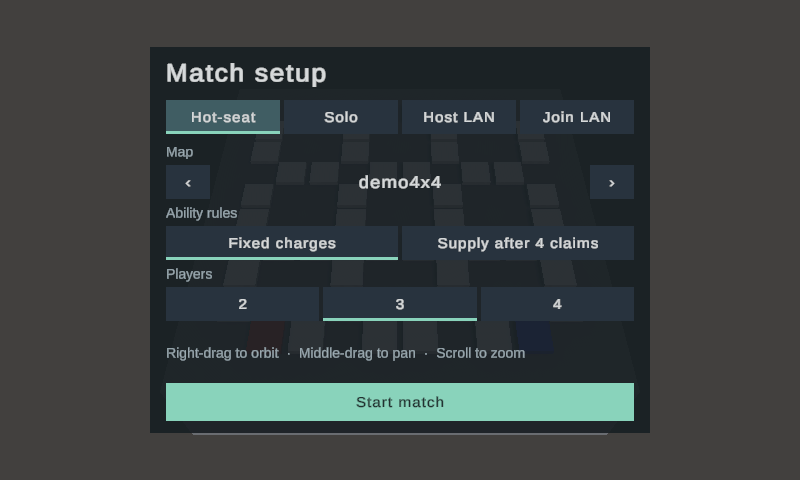 Match setup
Hot-seat Solo Host LAN Join LAN
Map
‹ demo4x4 ›
Ability rules
Fixed charges Supply after 4 claims
Players
2 3 4
Right-drag to orbit · Middle-drag to pan · Scroll to zoom
Start match